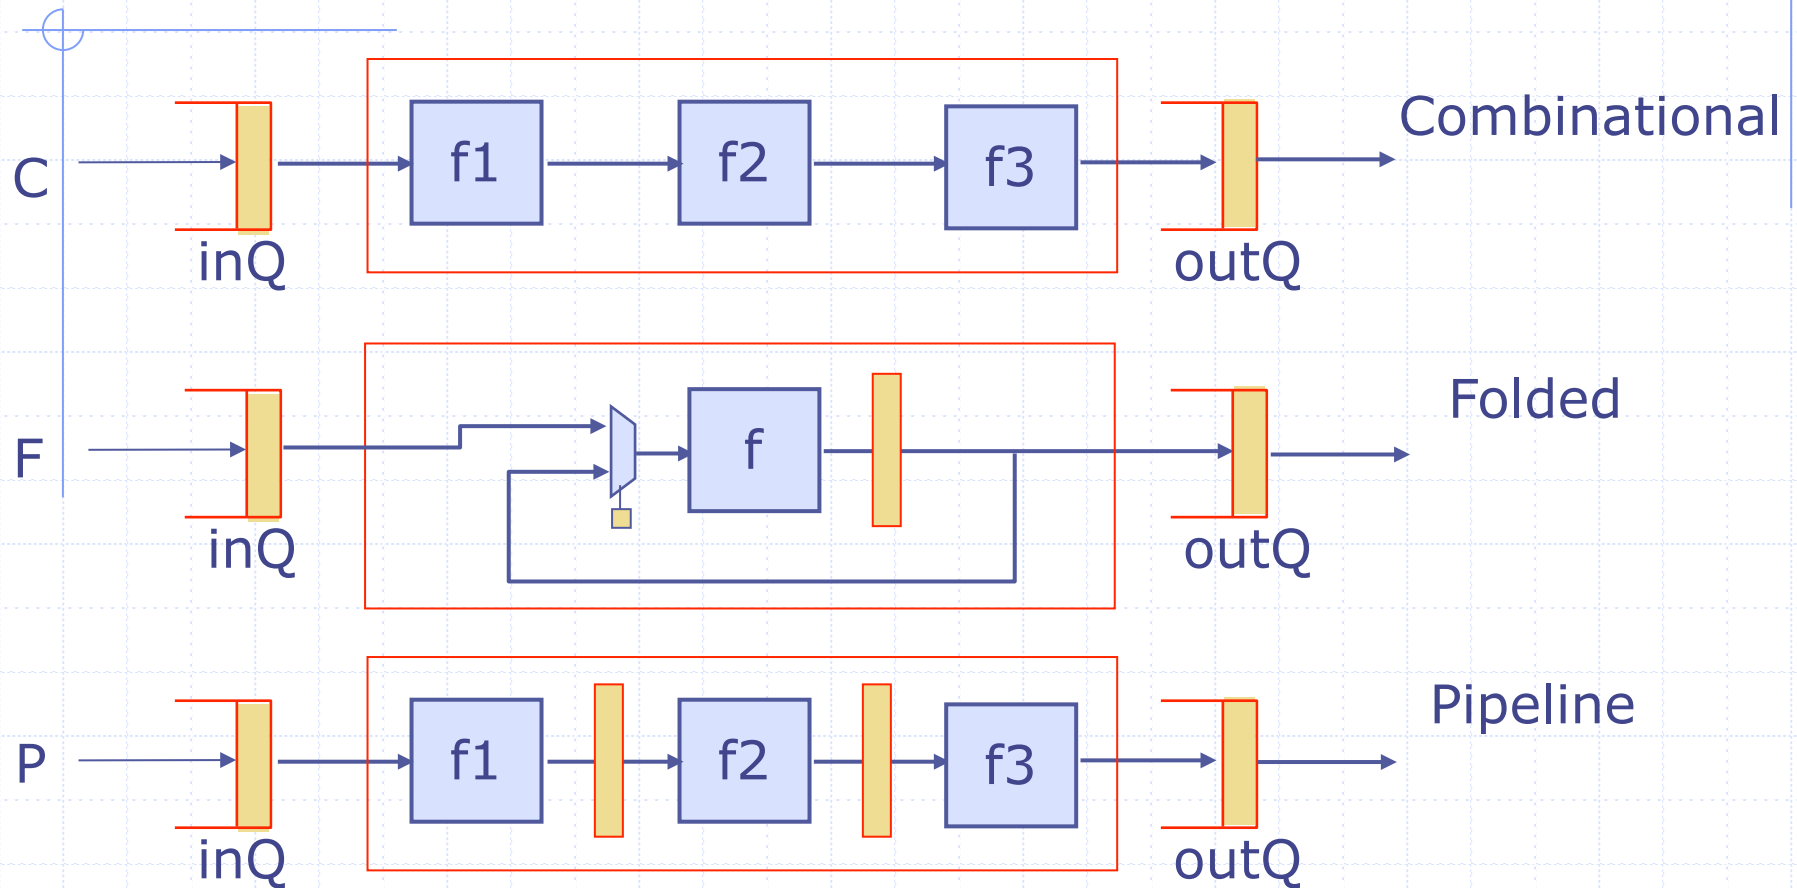 C
inQ
f1
f2
f3
outQ
Combinational
F
inQ
f
outQ
Folded
P
inQ
f1
f2
f3
outQ
Pipeline